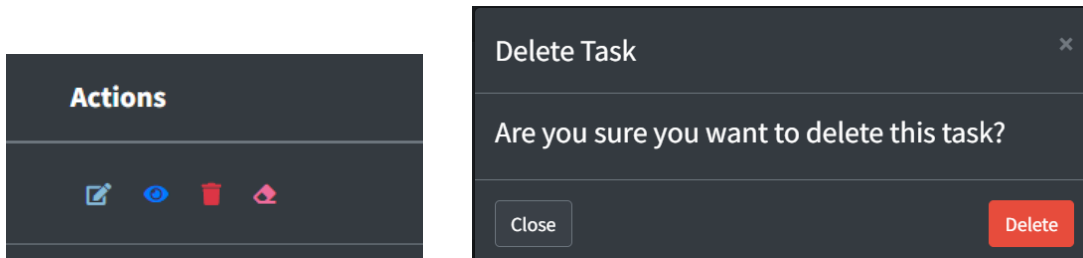 Actions
Delete Task
×
Are you sure you want to delete this task?
Close
Delete